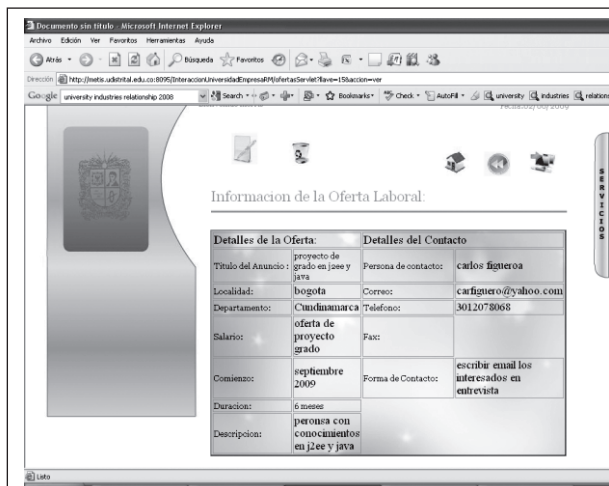 Documento sin título - Microsoft Internet Explorer
Archivo Edición Ver Favoritos Herramientas Ayuda
Atrás Búsqueda Favoritos
Dirección http://metis.udistrital.edu.co:8095/InteraccionUniversidadEmpresaRM/ofertasServlet?llave=15&accion=ver
Google university industries relationship 2008 Search Bookmarks Check AutoFill university industries relations
SERVICIOS
Informacion de la Oferta Laboral:
Detalles de la Oferta: Detalles del Contacto
Titulo del Anuncio : proyecto de grado en j2ee y java Persona de contacto: carlos figueroa
Localidad: bogota Correo: carfiguero@yahoo.com
Departamento: Cundinamarca Telefono: 3012078068
Salario: oferta de proyecto grado Fax:
Comienzo: septiembre 2009 Forma de Contacto: escribir email los interesados en entrevista
Duracion: 6 meses
Descripcion: peronsa con conocimientos en j2ee y java
Listo